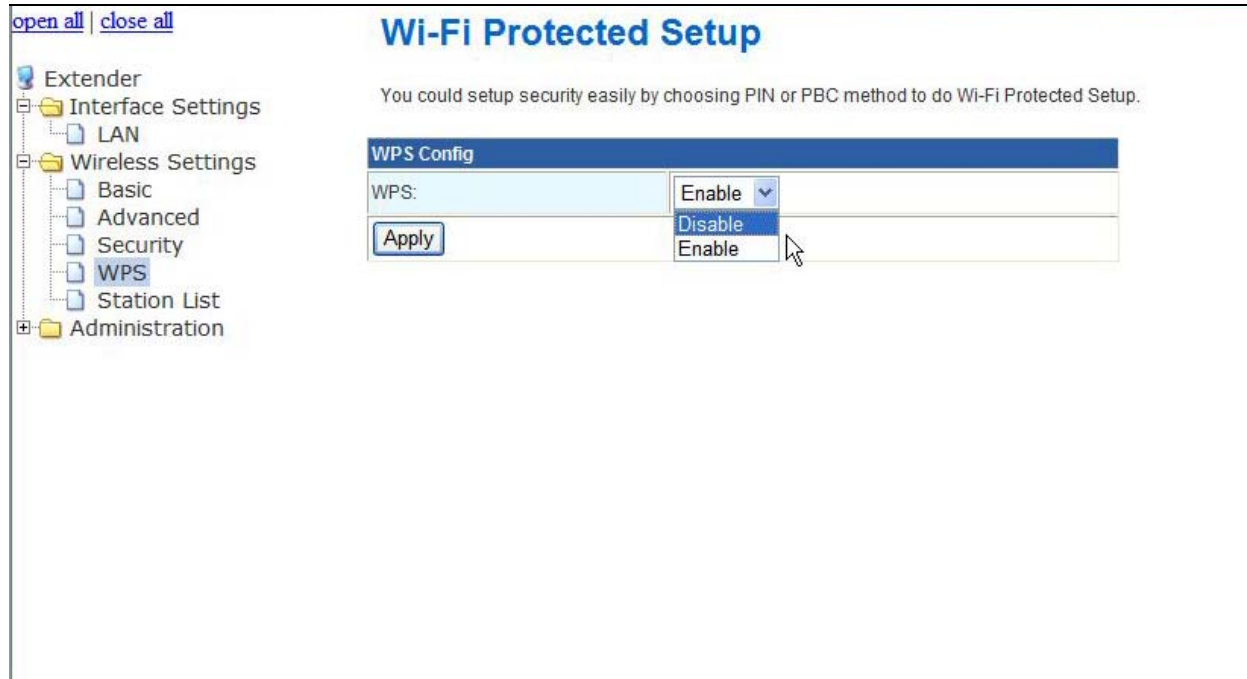 open all | close all
Extender
Interface Settings
LAN
Wireless Settings
Basic
Advanced
Security
WPS
Station List
Administration
Wi-Fi Protected Setup
You could setup security easily by choosing PIN or PBC method to do Wi-Fi Protected Setup.
WPS Config
WPS:
Enable
Disable
Enable
Apply